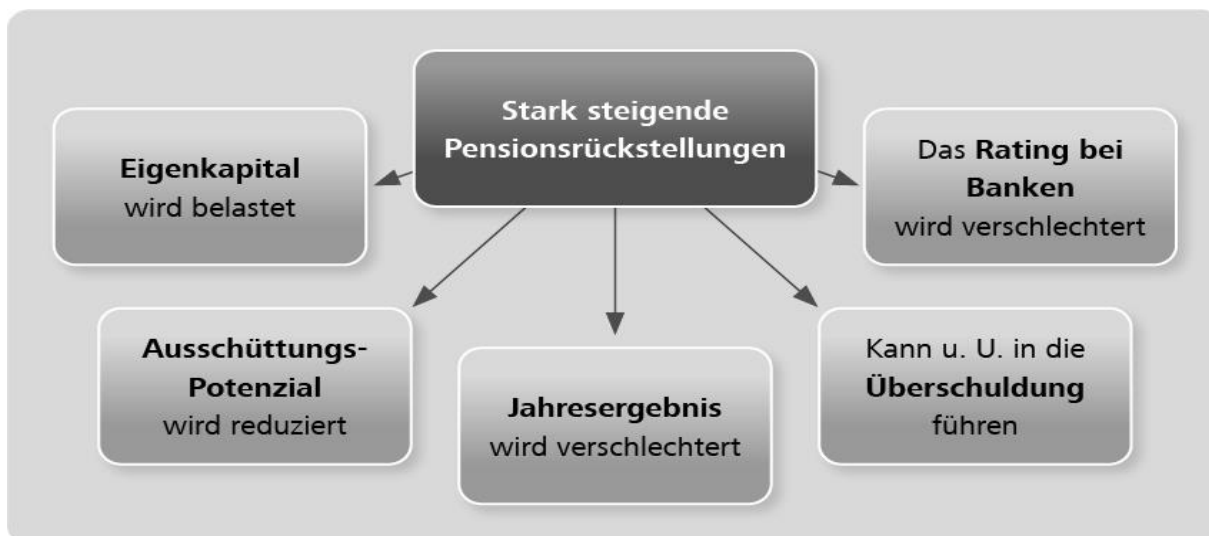 Stark steigende
Pensionsrückstellungen
Eigenkapital
wird belastet
Das Rating bei
Banken
wird verschlechtert
Ausschüttungs-
Potenzial
wird reduziert
Jahresergebnis
wird verschlechtert
Kann u. U. in die
Überschuldung
führen